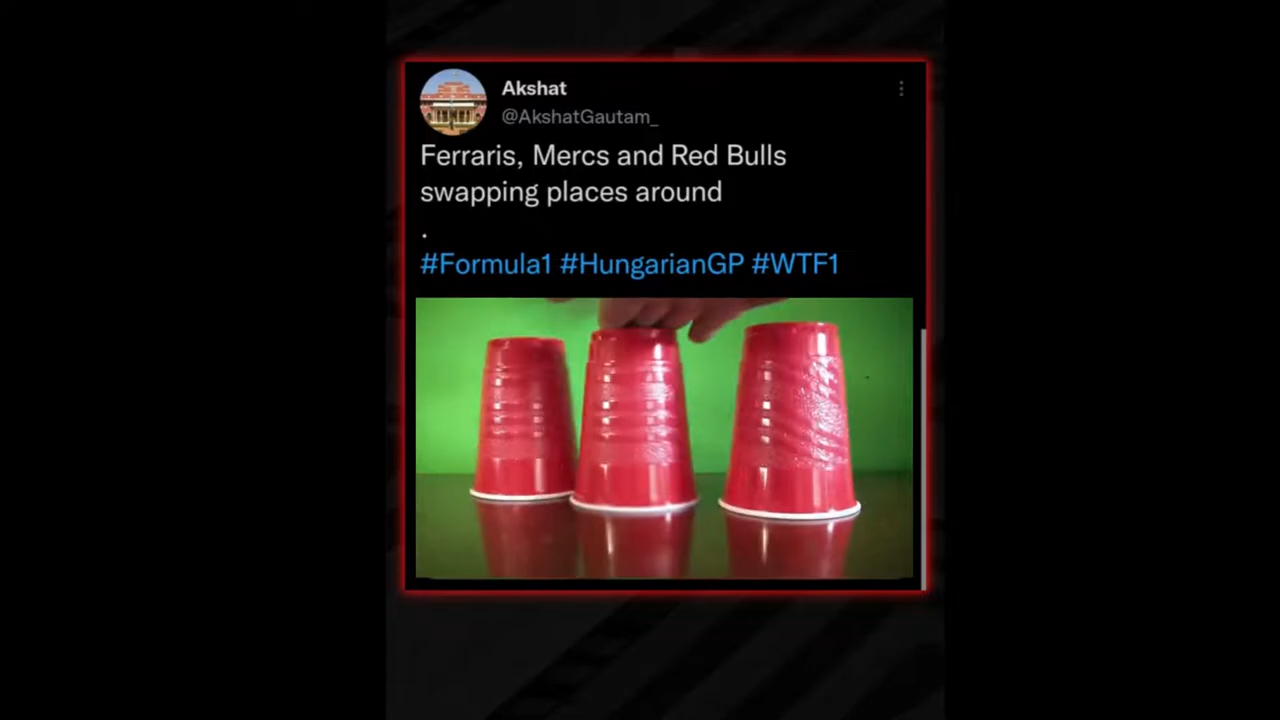 Akshat
@AkshatGautam_
Ferraris, Mercs and Red Bulls
swapping places around
.
#Formula1 #HungarianGP #WTF1